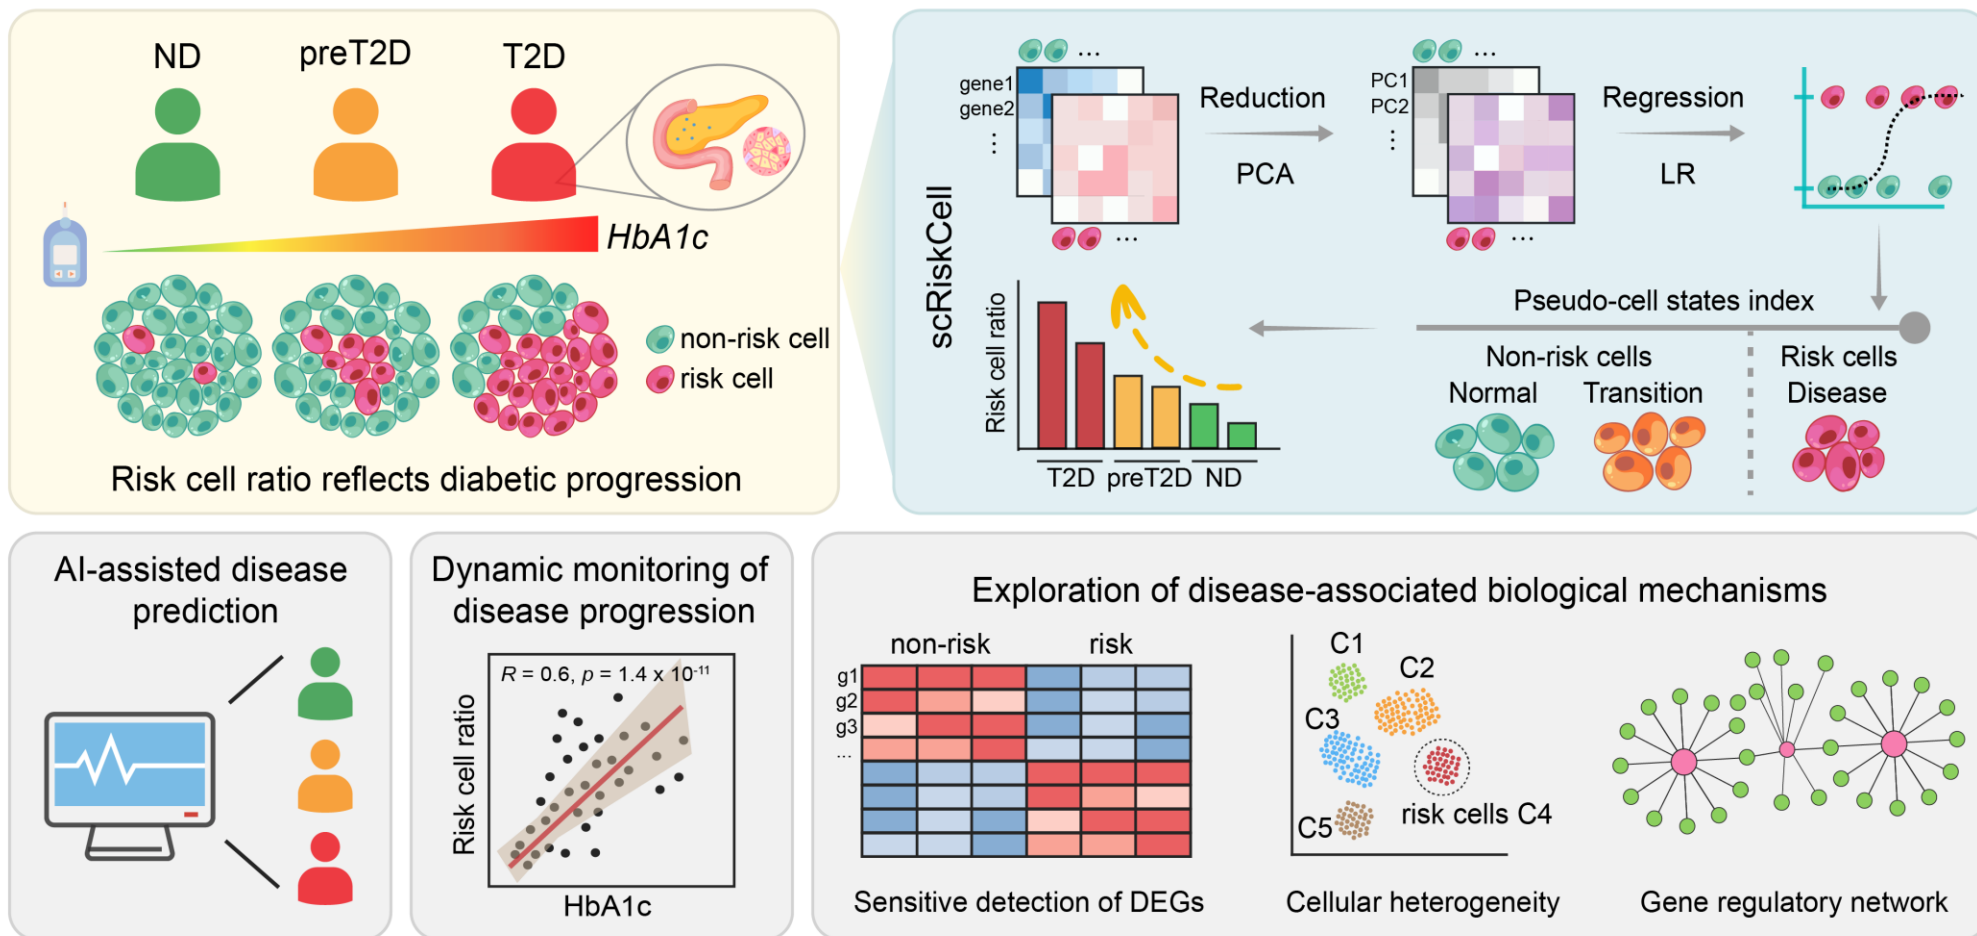 ND
preT2D
T2D
HbA1c
non-risk cell
risk cell
Risk cell ratio reflects diabetic progression
scRiskCell
...
gene1
gene2
⋮
...
Reduction
PCA
...
PC1
PC2
⋮
...
Regression
LR
Pseudo-cell states index
Non-risk cells
Normal
Transition
Risk cells
Disease
Risk cell ratio
T2D
preT2D
ND
AI-assisted disease
prediction
Dynamic monitoring of
disease progression
R = 0.6, p = 1.4 x 10⁻¹¹
Risk cell ratio
HbA1c
Exploration of disease-associated biological mechanisms
non-risk
risk
g1
g2
g3
...
Sensitive detection of DEGs
C1
C2
C3
risk cells C4
C5
Cellular heterogeneity
Gene regulatory network